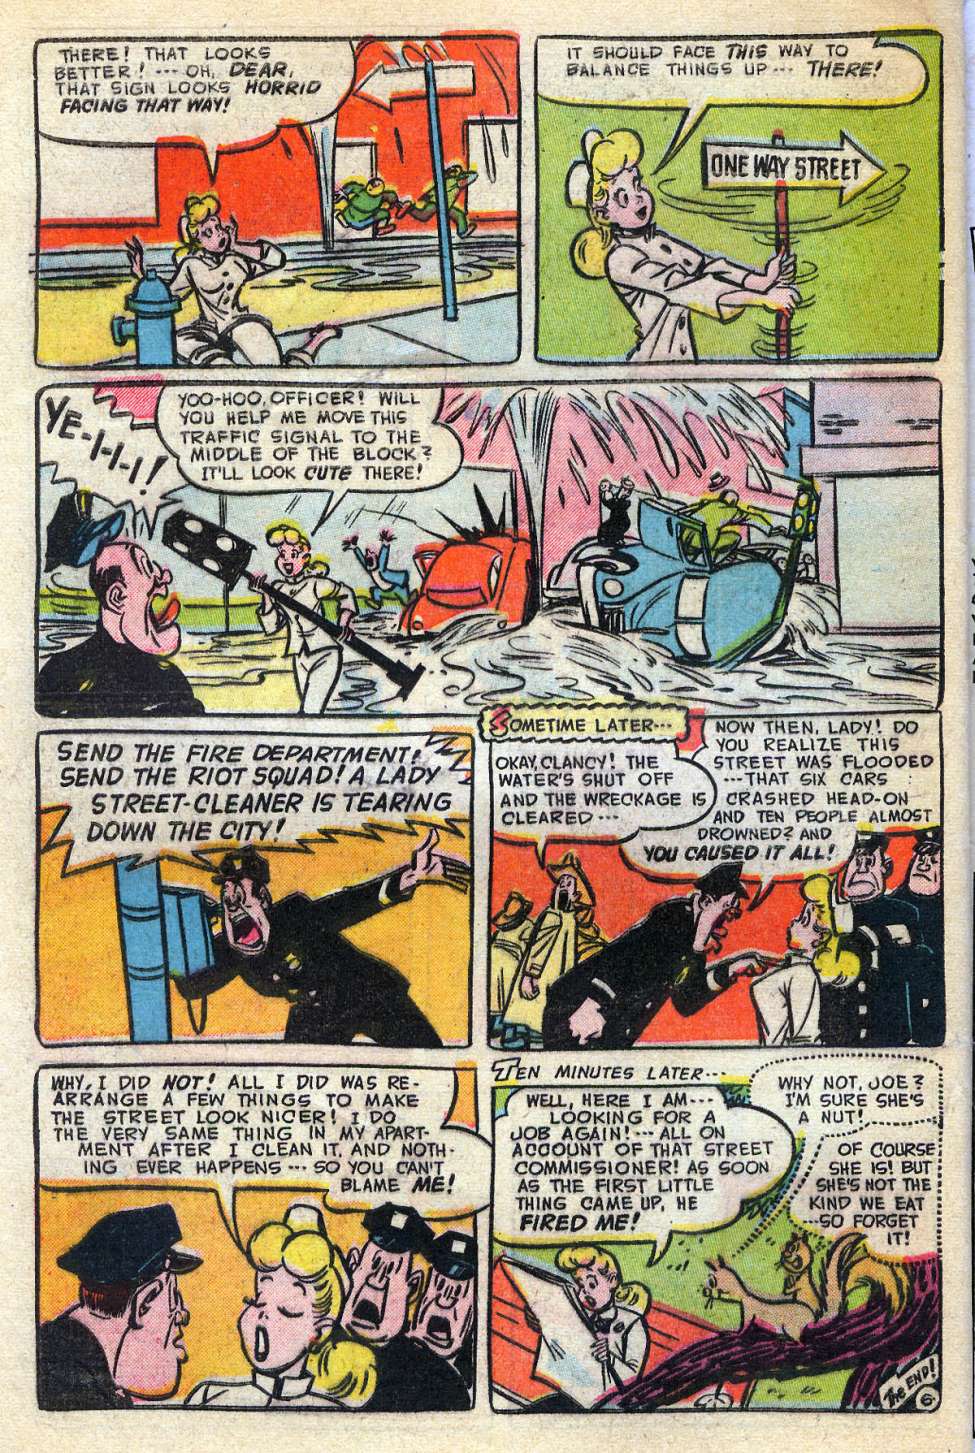 THERE! THAT LOOKS
BETTER! --- OH, DEAR,
THAT SIGN LOOKS HORRID
FACING THAT WAY!
IT SHOULD FACE THIS WAY TO
BALANCE THINGS UP--- THERE!
ONE WAY STREET
YE-I-I-I!
YOO-HOO, OFFICER! WILL
YOU HELP ME MOVE THIS
TRAFFIC SIGNAL TO THE
MIDDLE OF THE BLOCK?
IT'LL LOOK CUTE THERE!
SEND THE FIRE DEPARTMENT!
SEND THE RIOT SQUAD! A LADY
STREET-CLEANER IS TEARING
DOWN THE CITY!
SOMETIME LATER---
OKAY, CLANCY! THE
WATER'S SHUT OFF
AND THE WRECKAGE IS
CLEARED---
NOW THEN, LADY! DO
YOU REALIZE THIS
STREET WAS FLOODED
---THAT SIX CARS
CRASHED HEAD-ON
AND TEN PEOPLE ALMOST
DROWNED? AND
YOU CAUSED IT ALL!
WHY, I DID NOT! ALL I DID WAS RE-
ARRANGE A FEW THINGS TO MAKE
THE STREET LOOK NICER! I DO
THE VERY SAME THING IN MY APART-
MENT AFTER I CLEAN IT, AND NOTH-
ING EVER HAPPENS --- SO YOU CAN'T
BLAME ME!
TEN MINUTES LATER---
WELL, HERE I AM---
LOOKING FOR A
JOB AGAIN! --- ALL ON
ACCOUNT OF THAT STREET
COMMISSIONER! AS SOON
AS THE FIRST LITTLE
THING CAME UP, HE
FIRED ME!
WHY NOT, JOE?
I'M SURE SHE'S
A NUT!
OF COURSE
SHE IS! BUT
SHE'S NOT THE
KIND WE EAT
---SO FORGET
IT!
THE END!
6